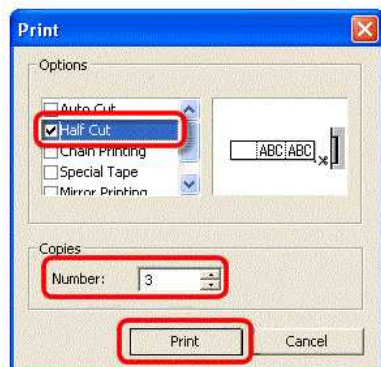 Print
Options
Auto Cut
Half Cut
Chain Printing
Special Tape
Mirror Printing
ABC ABC
Copies
Number: 3
Print Cancel